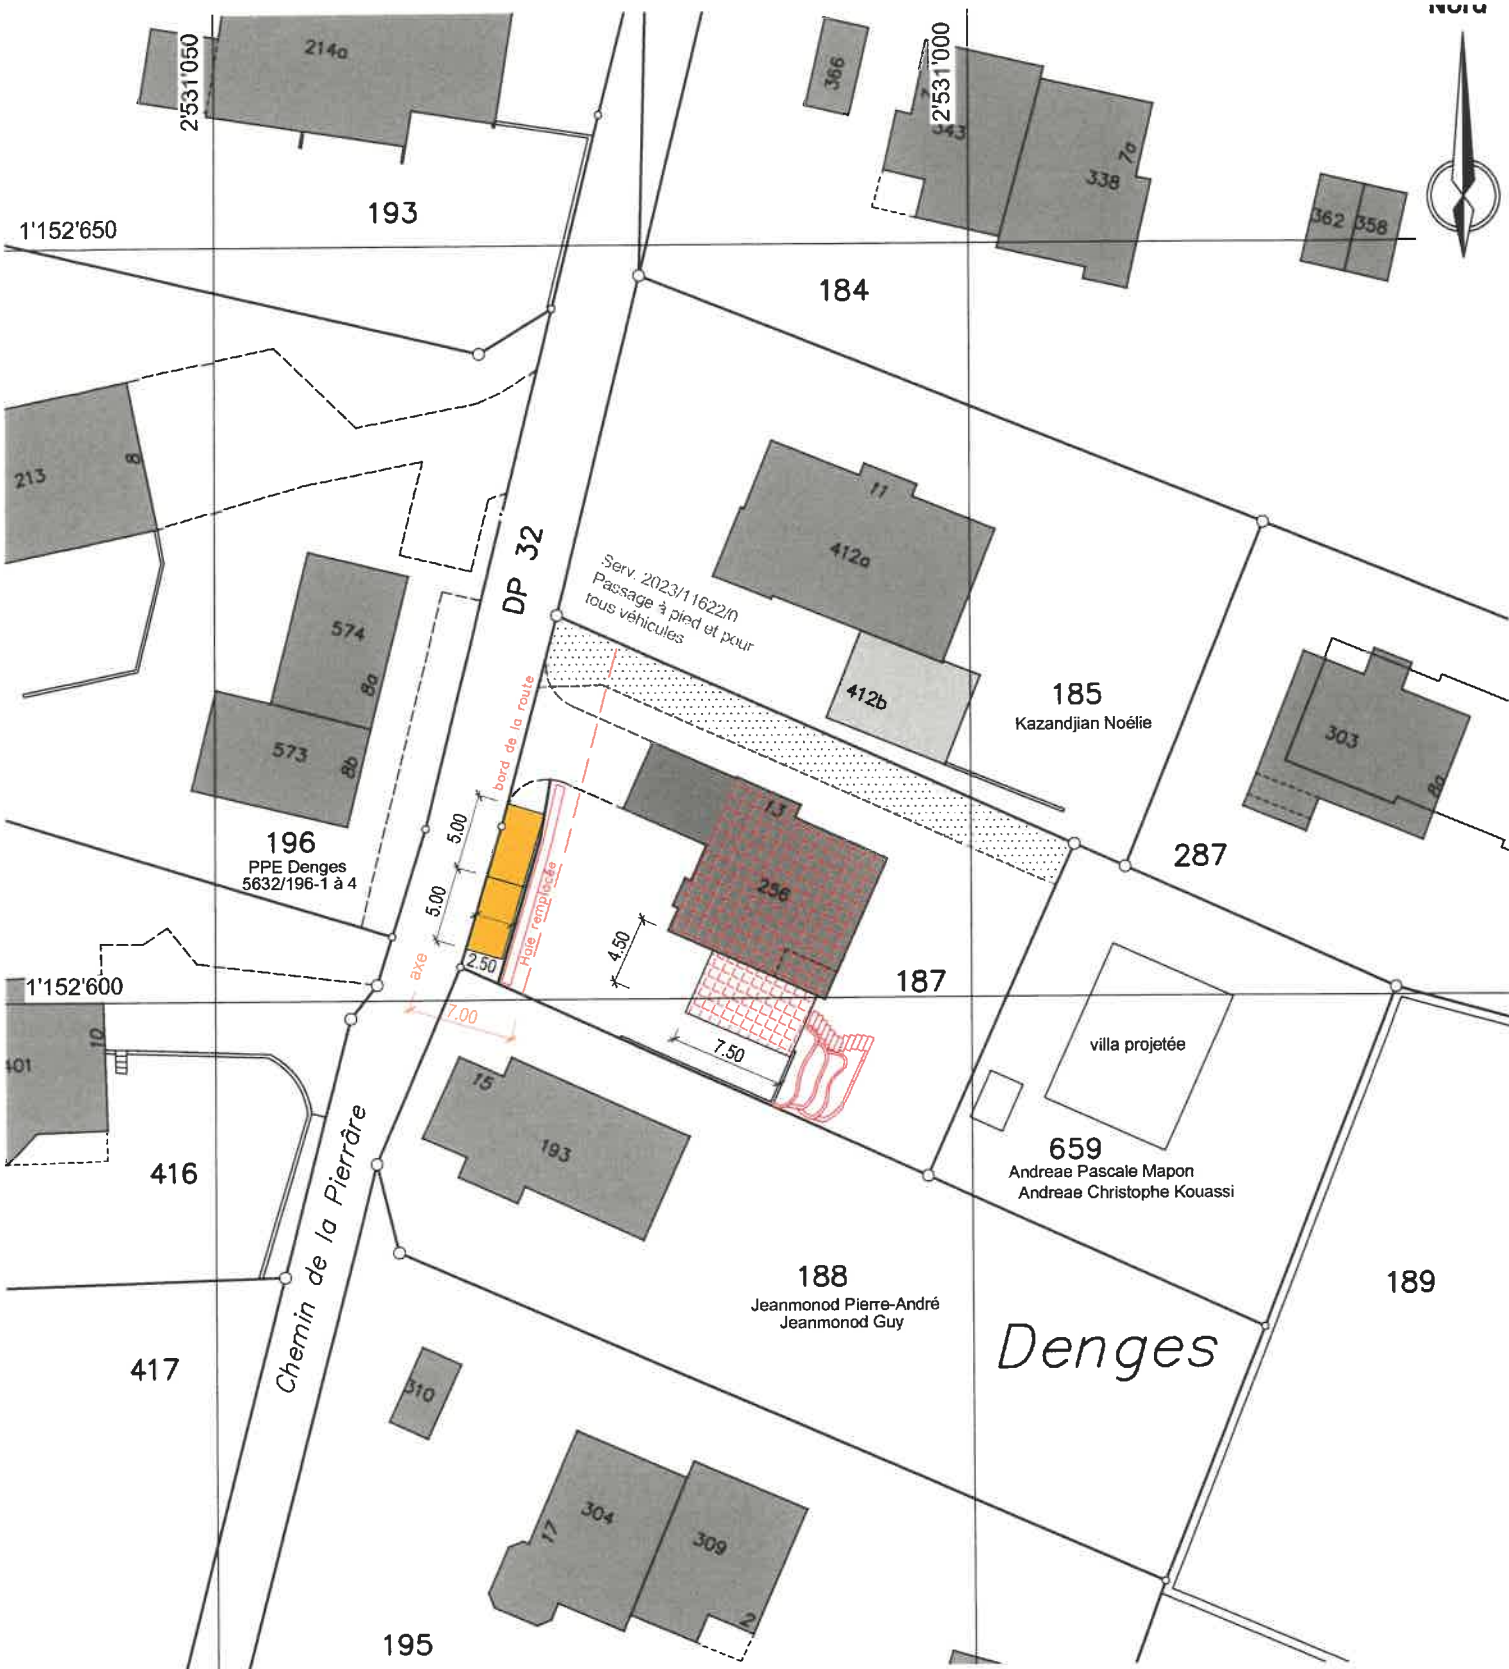 Nord
214a
2'531'050
366
2'531'000
343
338
7a
362
358
193
1'152'650
184
213
8
11
412a
DP 32
Serv. 2023/11622/0
Passage à pied et pour
tous véhicules
574
8a
573
8b
412b
185
Kazandjian Noélie
303
9a
bord de la route
13
256
5.00
5.00
2.50
Haie remplacée
axe
7.00
4.50
7.50
196
PPE Denges
5632/196-1 à 4
287
187
1'152'600
10
401
villa projetée
15
193
659
Andreae Pascale Mapon
Andreae Christophe Kouassi
416
Chemin de la Pierrâre
188
Jeanmonod Pierre-André
Jeanmonod Guy
189
Denges
417
310
304
17
309
2
195